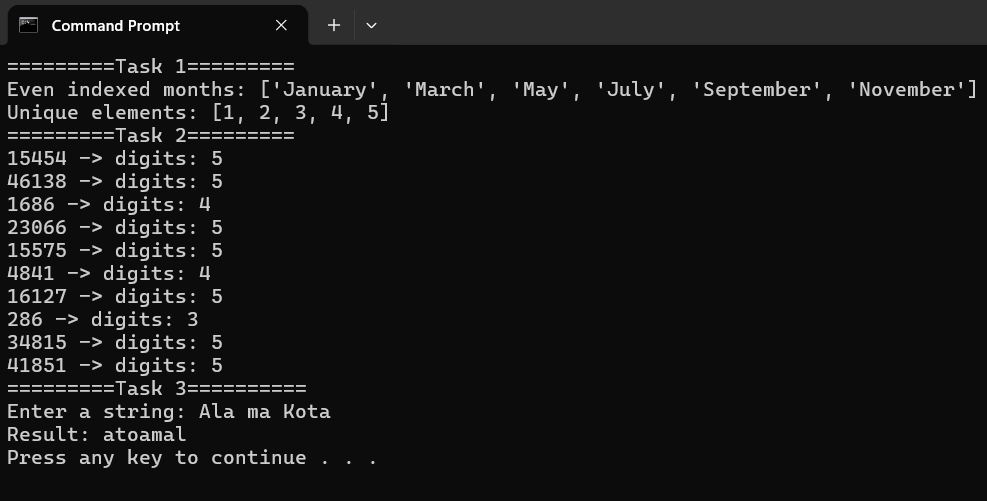 Command Prompt
=========Task 1=========
Even indexed months: ['January', 'March', 'May', 'July', 'September', 'November']
Unique elements: [1, 2, 3, 4, 5]
=========Task 2=========
15454 -> digits: 5
46138 -> digits: 5
1686 -> digits: 4
23066 -> digits: 5
15575 -> digits: 5
4841 -> digits: 4
16127 -> digits: 5
286 -> digits: 3
34815 -> digits: 5
41851 -> digits: 5
=========Task 3==========
Enter a string: Ala ma Kota
Result: atoamal
Press any key to continue . . .